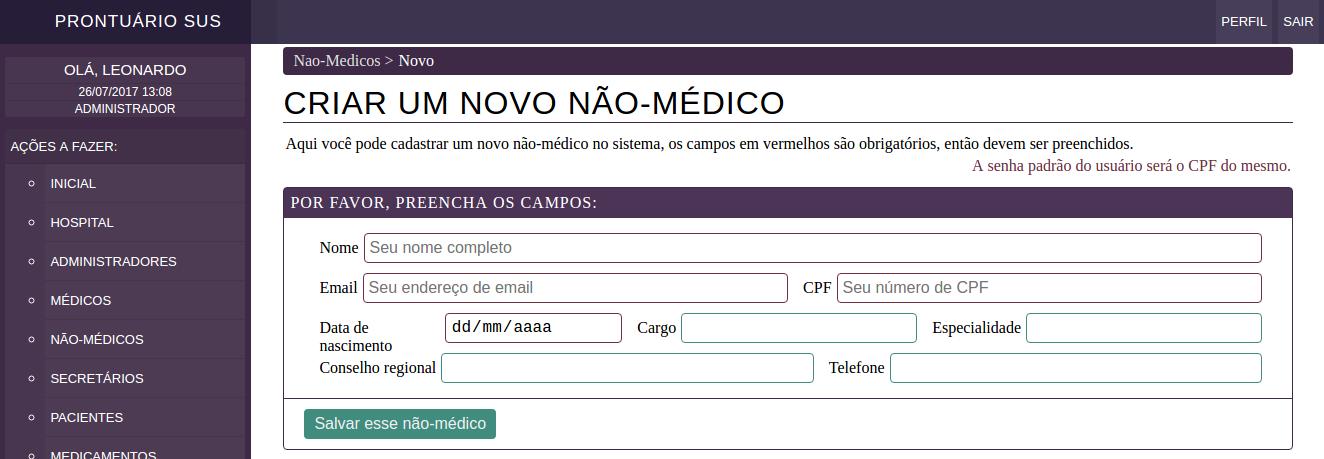 PRONTUÁRIO SUS
PERFIL SAIR
OLÁ, LEONARDO
26/07/2017 13:08
ADMINISTRADOR
AÇÕES A FAZER:
INICIAL
HOSPITAL
ADMINISTRADORES
MÉDICOS
NÃO-MÉDICOS
SECRETÁRIOS
PACIENTES
MEDICAMENTOS
Nao-Medicos > Novo
CRIAR UM NOVO NÃO-MÉDICO
Aqui você pode cadastrar um novo não-médico no sistema, os campos em vermelhos são obrigatórios, então devem ser preenchidos.
A senha padrão do usuário será o CPF do mesmo.
POR FAVOR, PREENCHA OS CAMPOS:
Nome Seu nome completo
Email Seu endereço de email CPF Seu número de CPF
Data de nascimento dd/mm/aaaa Cargo Especialidade
Conselho regional Telefone
Salvar esse não-médico